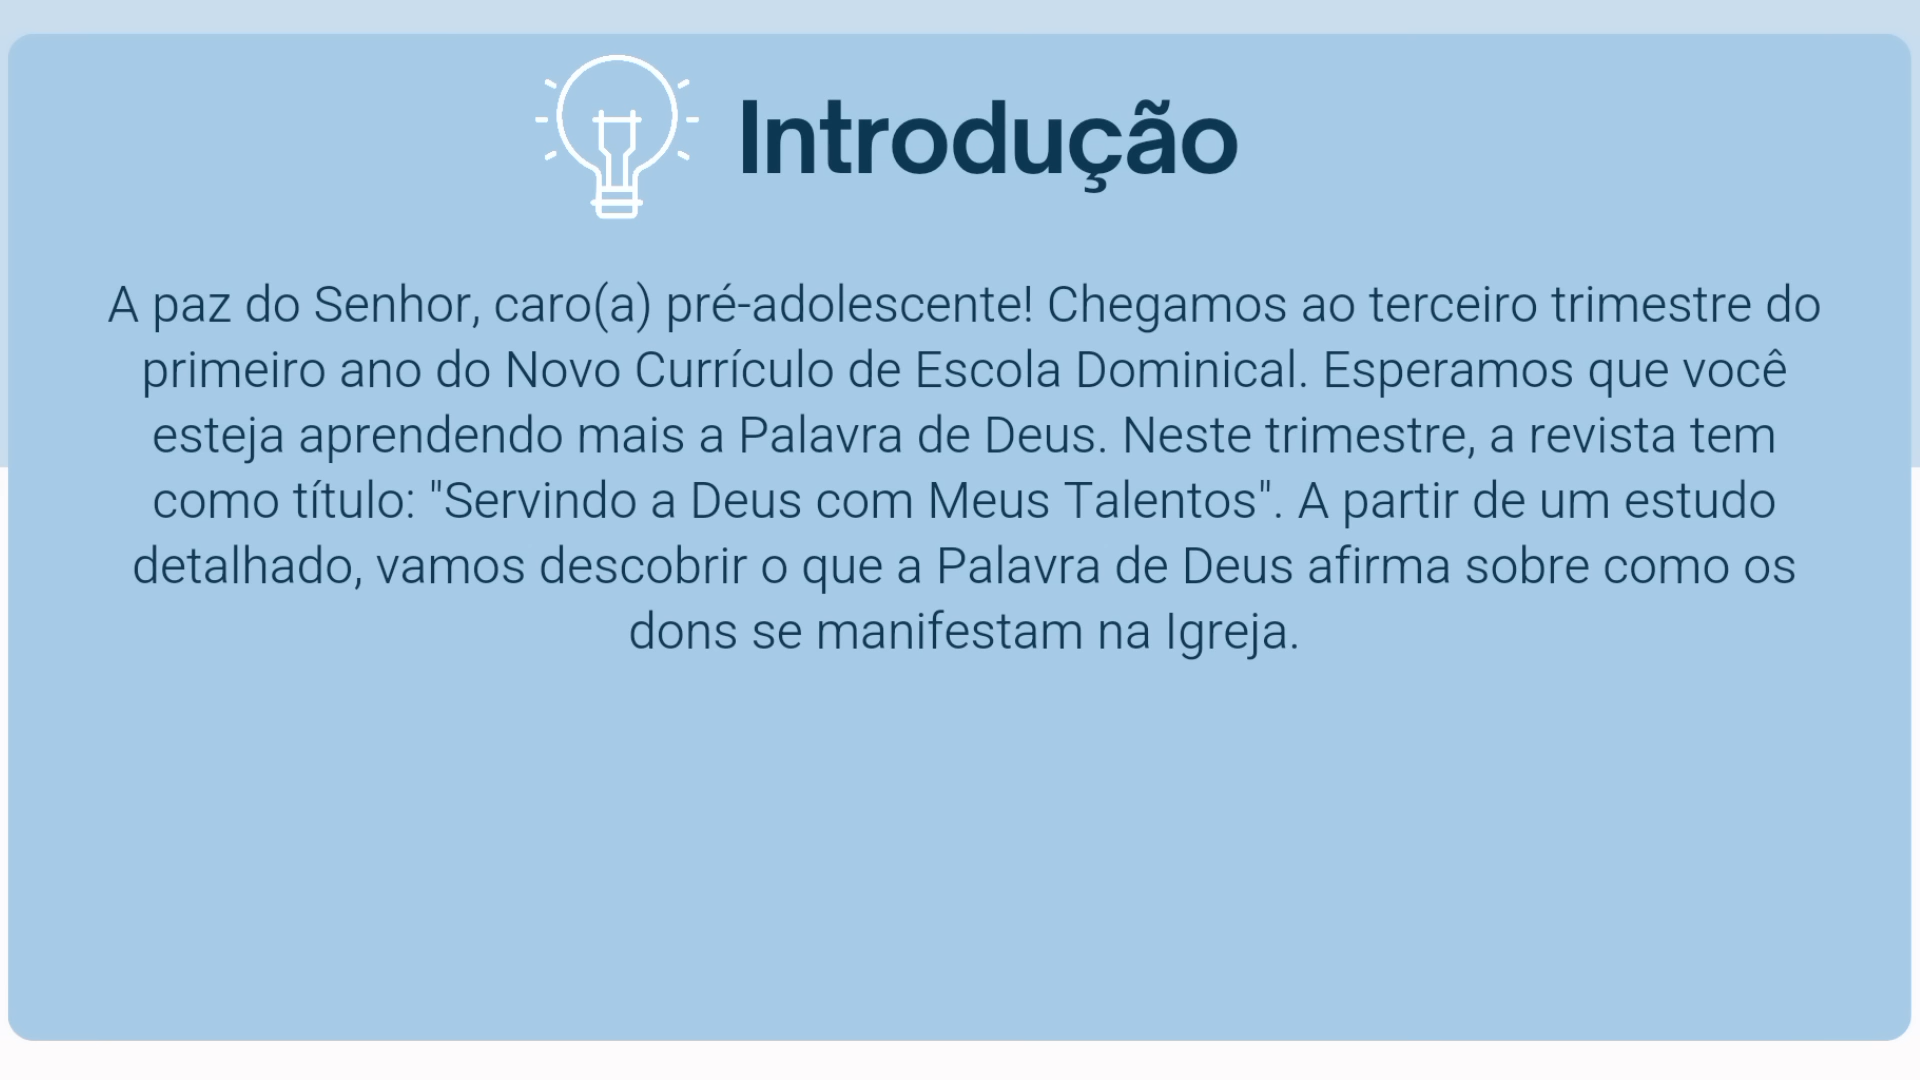 Introdução
A paz do Senhor, caro(a) pré-adolescente! Chegamos ao terceiro trimestre do
primeiro ano do Novo Currículo de Escola Dominical. Esperamos que você
esteja aprendendo mais a Palavra de Deus. Neste trimestre, a revista tem
como título: "Servindo a Deus com Meus Talentos". A partir de um estudo
detalhado, vamos descobrir o que a Palavra de Deus afirma sobre como os
dons se manifestam na Igreja.